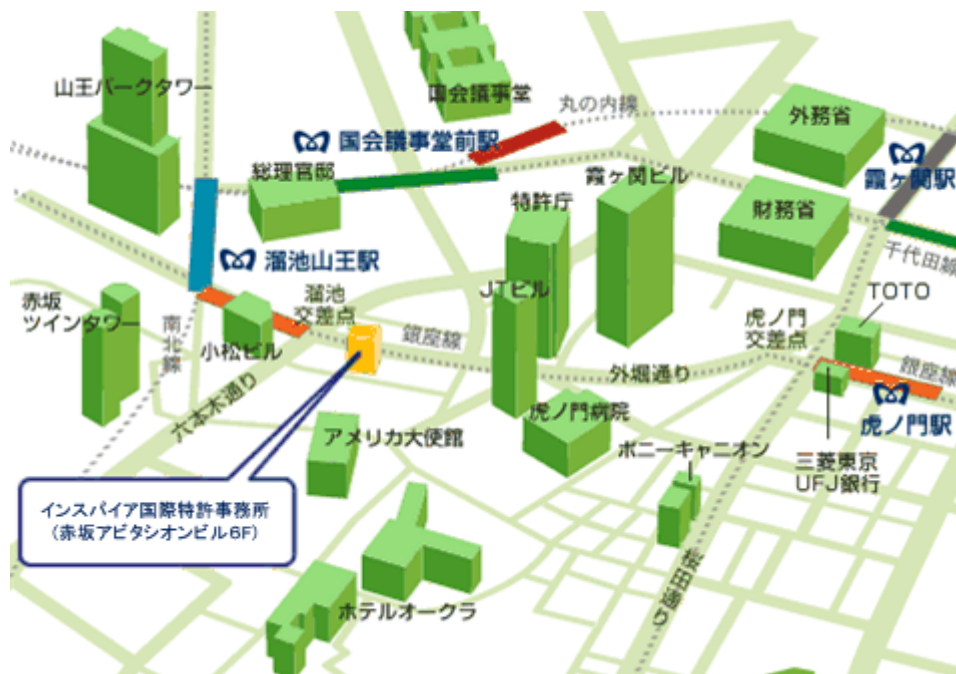 国会議事堂
山王パークタワー
丸の内線
外務省
国会議事堂前駅
総理官邸
霞ヶ関ビル
霞ヶ関駅
特許庁
財務省
千代田線
溜池山王駅
TOTO
赤坂
ツインタワー
南北線
溜池
交差点
JTビル
虎ノ門
交差点
小松ビル
銀座線
外堀通り
銀座線
六本木通り
虎ノ門病院
虎ノ門駅
アメリカ大使館
ポニーキャニオン
三菱東京
UFJ銀行
インスパイア国際特許事務所
(赤坂アビタシオンビル6F)
桜田通り
ホテルオークラ